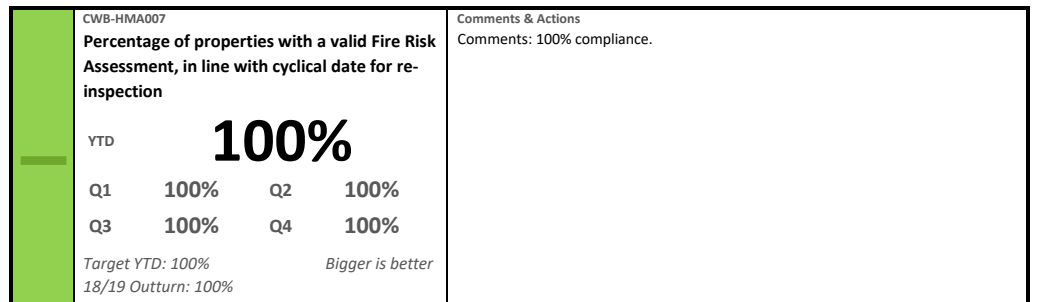 CWB-HMA007
Percentage of properties with a valid Fire Risk
Assessment, in line with cyclical date for re-
inspection
YTD 100%
Q1 100% Q2 100%
Q3 100% Q4 100%
Target YTD: 100% Bigger is better
18/19 Outturn: 100%
Comments & Actions
Comments: 100% compliance.